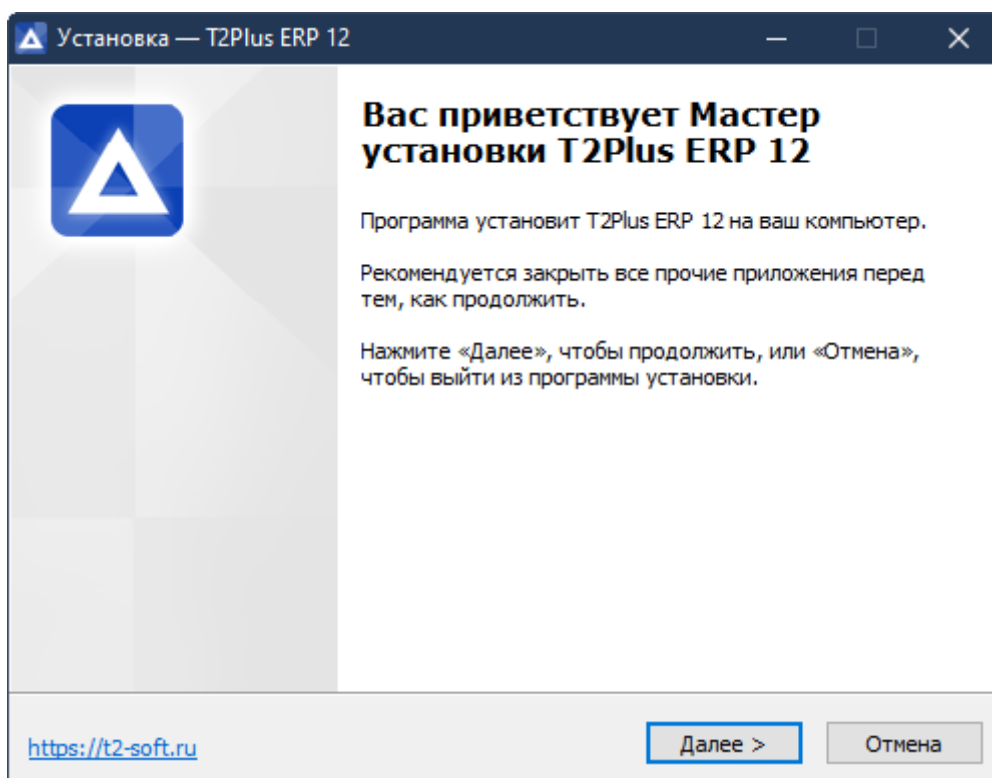 Установка — T2Plus ERP 12
Вас приветствует Мастер
установки T2Plus ERP 12
Программа установит T2Plus ERP 12 на ваш компьютер.
Рекомендуется закрыть все прочие приложения перед
тем, как продолжить.
Нажмите «Далее», чтобы продолжить, или «Отмена»,
чтобы выйти из программы установки.
https://t2-soft.ru
Далее >
Отмена